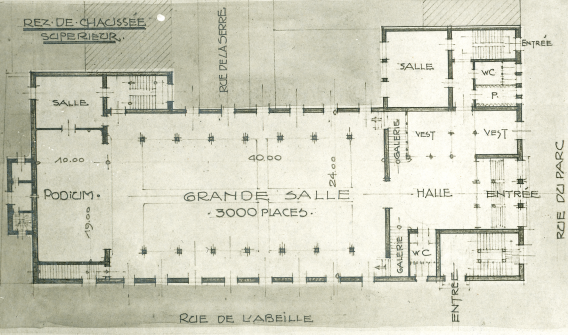 REZ·DE·CHAUSSÉE
SUPERIEUR.
RUE DE LA SERRE
SALLE
ENTRÉE
WC
P.
SALLE
GALERIE
VEST
VEST
10.00
40.00
24.00
PODIUM.
19.00
GRANDE SALLE
·3000 PLACES·
HALLE
ENTRÉE
RUE DU PARC
GALERIE
WC
ENTRÉE
RUE DE L'ABEILLE